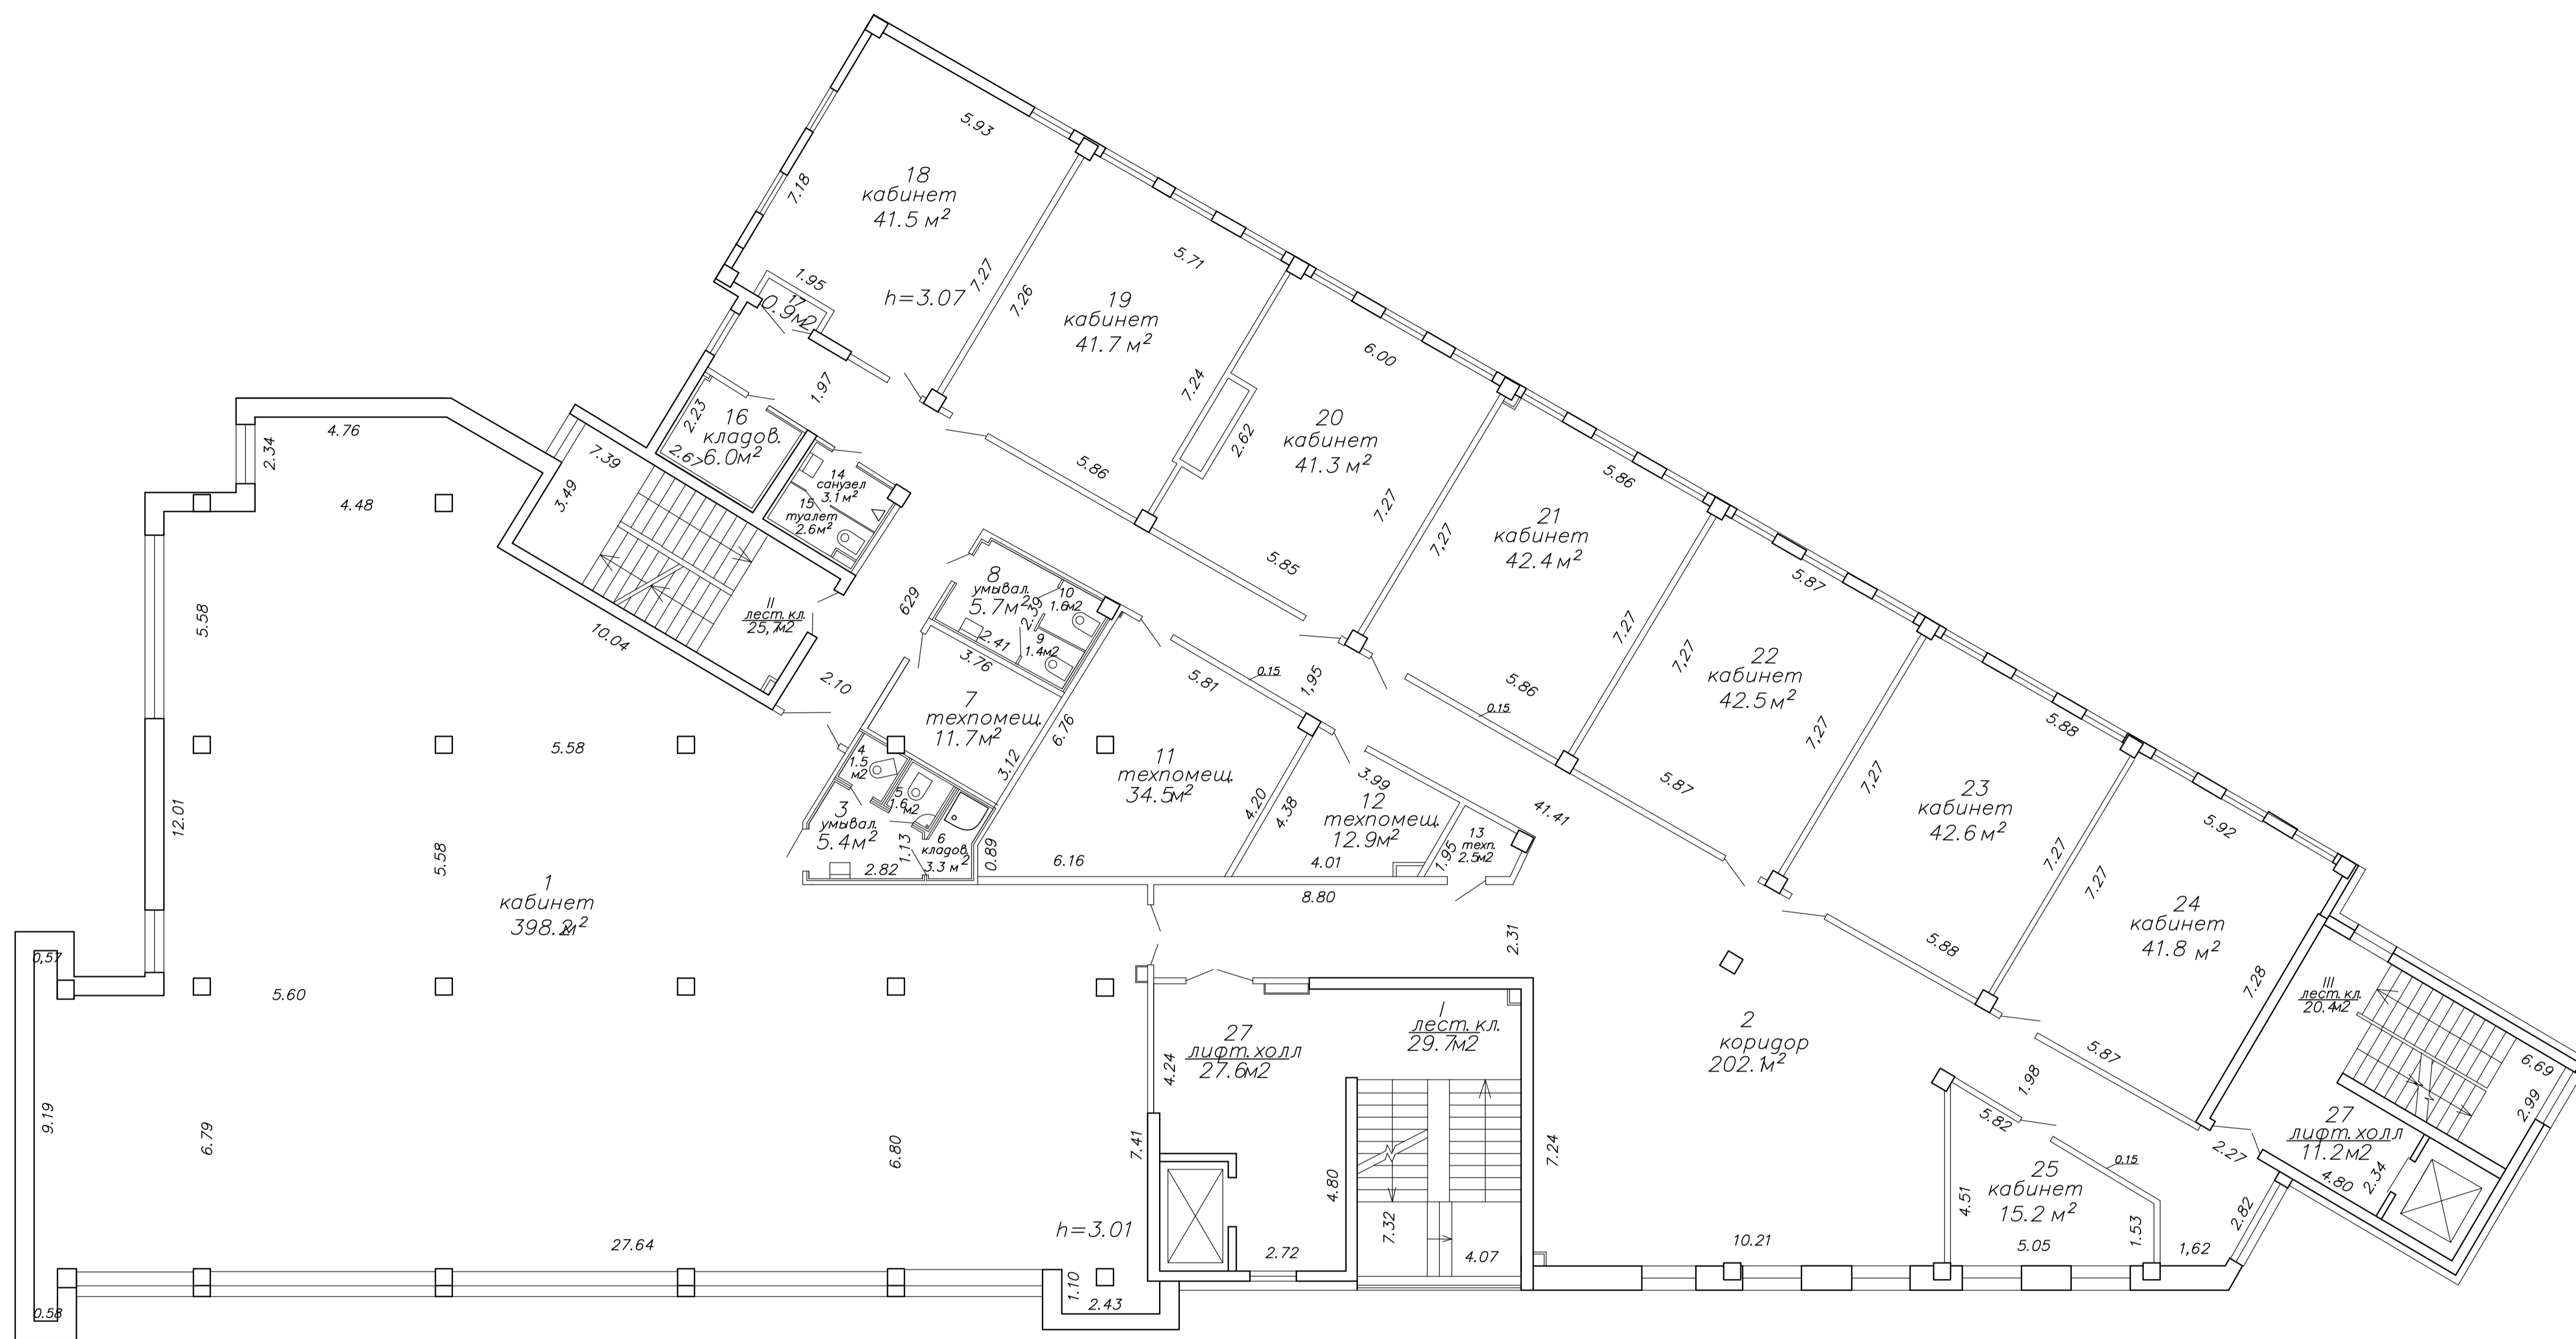 5.93
18
кабинет
41.5 м²
7.18
7.27
h=3.07
1.95
17
0.9м2
1.97
5.71
19
кабинет
41.7 м²
7.26
7.24
5.86
6.00
20
кабинет
41.3 м²
2.62
7.27
5.85
5.86
21
кабинет
42.4 м²
7,27
7.27
5.86
0.15
5.87
22
кабинет
42.5 м²
7,27
7,27
5.87
5.88
23
кабинет
42.6 м²
7,27
7.27
5.88
5.92
24
кабинет
41.8 м²
7.27
7.28
5.87
2.23
16
кладов.
6.0м²
2.67
14
санузел
3.1м²
15
туалет
2.6м²
4.76
2.34
4.48
7.39
3.49
II
лест. кл.
25,7м2
10.04
2.10
629
8
умывал.
5.7м²
2.39
10
1.6м2
9
1.4м2
2.41
3.76
7
техпомещ.
11.7м²
6.76
3.12
5.81
0.15
1,95
11
техпомещ.
34.5м²
4.20
4.38
6.16
3.99
12
техпомещ.
12.9м²
4.01
1.95
13
техп.
2.5м2
41.41
8.80
4
1.5
м2
5
1.6м2
3
умывал.
5.4м²
1.13
2.82
6
кладов.
3.3 м²
0.89
5.58
5.58
12.01
5.58
1
кабинет
398.2м²
0,57
5.60
9.19
6.79
6.80
27.64
0.58
h=3.01
1.10
2.43
7.41
4.24
27
лифт.холл
27.6м2
2.72
4.80
I
лест. кл.
29.7м2
7.32
4.07
2.31
7.24
2
коридор
202.1м²
10.21
1.98
5.82
4.51
25
кабинет
15.2 м²
0.15
5.05
1.53
1,62
2.27
2.82
III
лест. кл.
20.4м2
6.69
2.99
27
лифт.холл
11.2м2
4.80
2.34